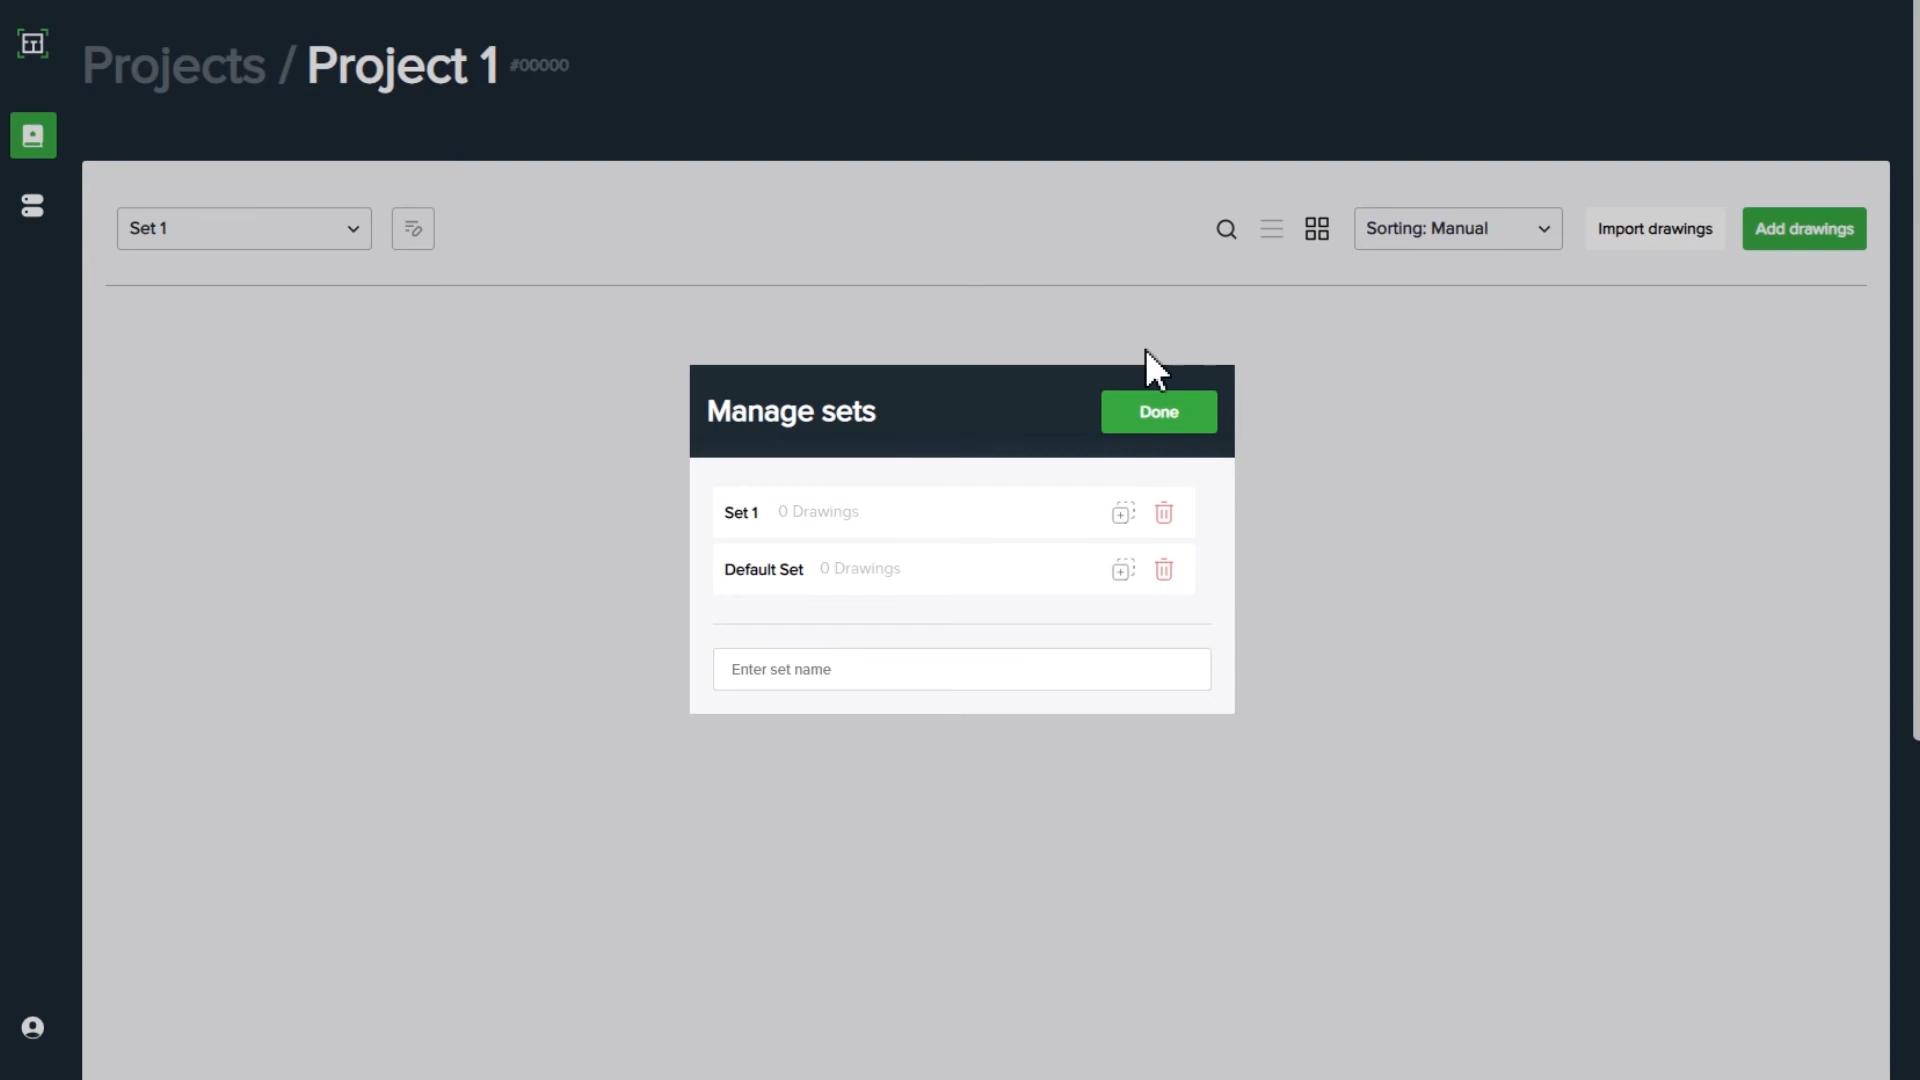 Projects / Project 1 #00000
Set 1
Sorting: Manual
Import drawings
Add drawings
Manage sets
Done
Set 1 0 Drawings
Default Set 0 Drawings
Enter set name